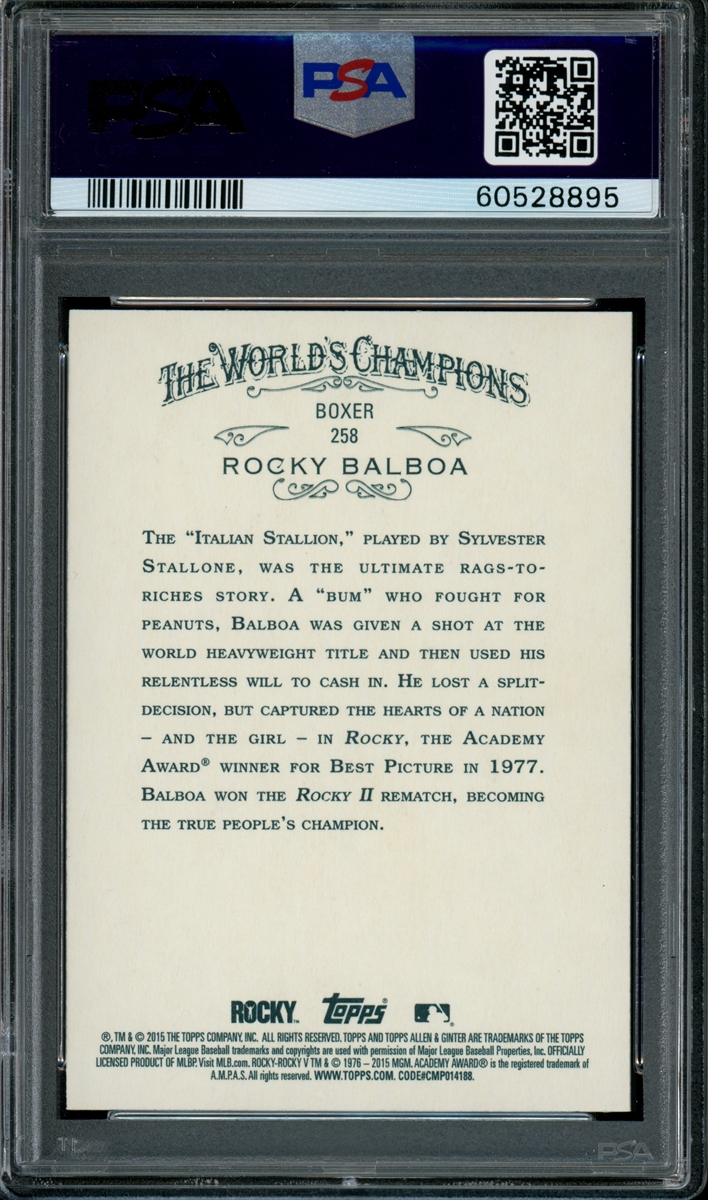 PSA
PSA
60528895
THE WORLD'S CHAMPIONS
BOXER
258
ROCKY BALBOA
THE “ITALIAN STALLION,” PLAYED BY SYLVESTER
STALLONE, WAS THE ULTIMATE RAGS-TO-
RICHES STORY. A “BUM” WHO FOUGHT FOR
PEANUTS, BALBOA WAS GIVEN A SHOT AT THE
WORLD HEAVYWEIGHT TITLE AND THEN USED HIS
RELENTLESS WILL TO CASH IN. HE LOST A SPLIT-
DECISION, BUT CAPTURED THE HEARTS OF A NATION
– AND THE GIRL – IN ROCKY, THE ACADEMY
AWARD® WINNER FOR BEST PICTURE IN 1977.
BALBOA WON THE ROCKY II REMATCH, BECOMING
THE TRUE PEOPLE'S CHAMPION.
ROCKY™ Topps®
®, TM & © 2015 THE TOPPS COMPANY, INC. ALL RIGHTS RESERVED. TOPPS AND TOPPS ALLEN & GINTER ARE TRADEMARKS OF THE TOPPS
COMPANY, INC. Major League Baseball trademarks and copyrights are used with permission of Major League Baseball Properties, Inc. OFFICIALLY
LICENSED PRODUCT OF MLBP. Visit MLB.com. ROCKY-ROCKY V TM & © 1976 – 2015 MGM. ACADEMY AWARD® is the registered trademark of
A.M.P.A.S. All rights reserved. WWW.TOPPS.COM. CODE#CMP014188.
PSA